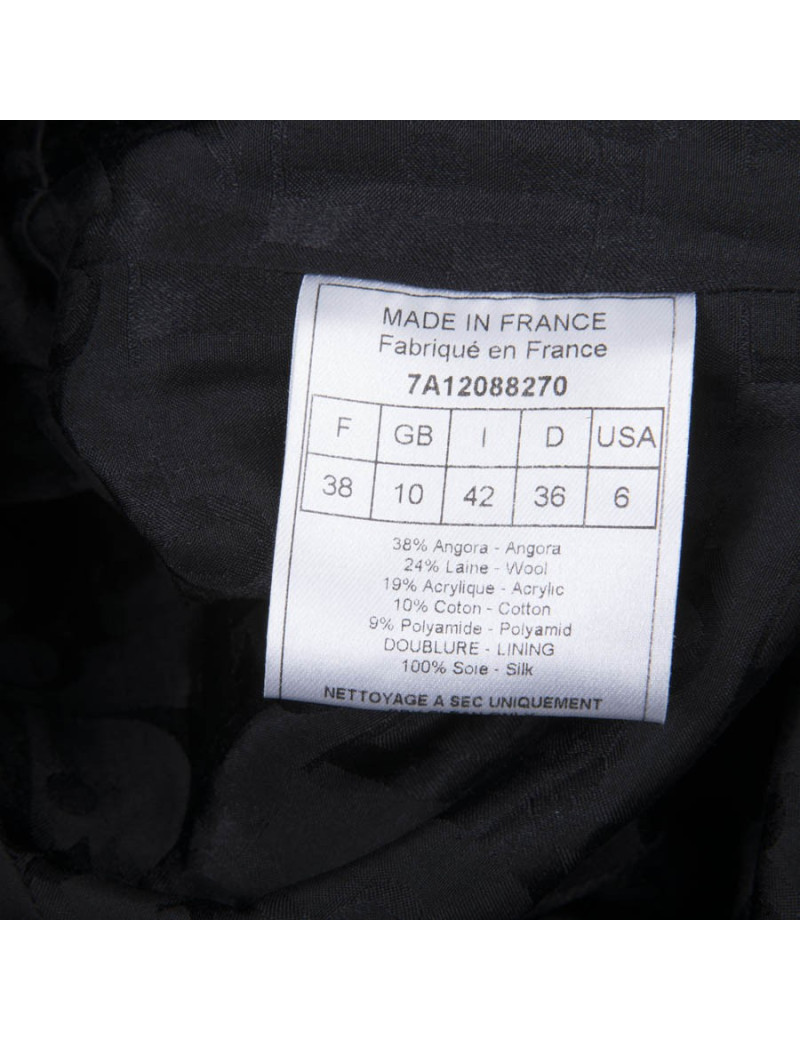 MADE IN FRANCE
Fabriqué en France
7A12088270
F GB I D USA
38 10 42 36 6
38% Angora - Angora
24% Laine - Wool
19% Acrylique - Acrylic
10% Coton - Cotton
9% Polyamide - Polyamid
DOUBLURE - LINING
100% Soie - Silk
NETTOYAGE A SEC UNIQUEMENT